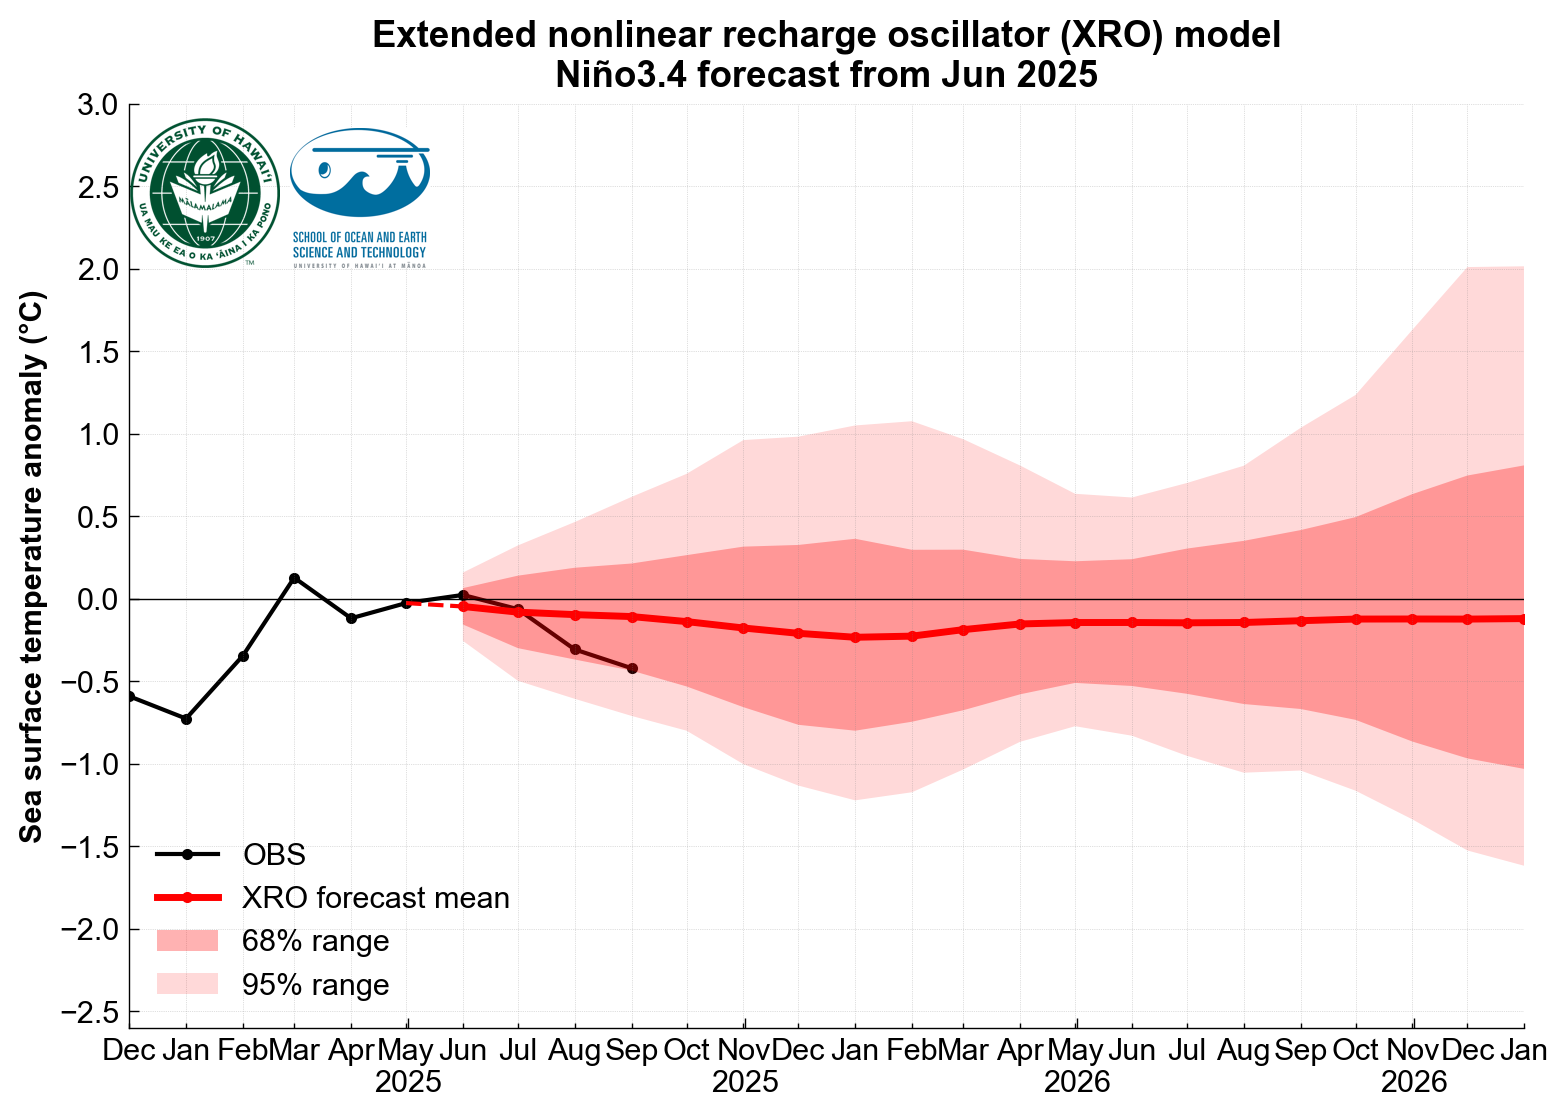 Extended nonlinear recharge oscillator (XRO) model
Niño3.4 forecast from Jun 2025
Sea surface temperature anomaly (°C)
3.0
2.5
2.0
1.5
1.0
0.5
0.0
−0.5
−1.0
−1.5
−2.0
−2.5
UNIVERSITY OF HAWAIʻI
MĀLAMALAMA
1907
UA MAU KE EA O KA ʻĀINA I KA PONO
TM
SCHOOL OF OCEAN AND EARTH
SCIENCE AND TECHNOLOGY
UNIVERSITY OF HAWAIʻI AT MĀNOA
OBS
XRO forecast mean
68% range
95% range
Dec Jan Feb Mar Apr May Jun Jul Aug Sep Oct Nov Dec Jan Feb Mar Apr May Jun Jul Aug Sep Oct Nov Dec Jan
2025 2025 2026 2026